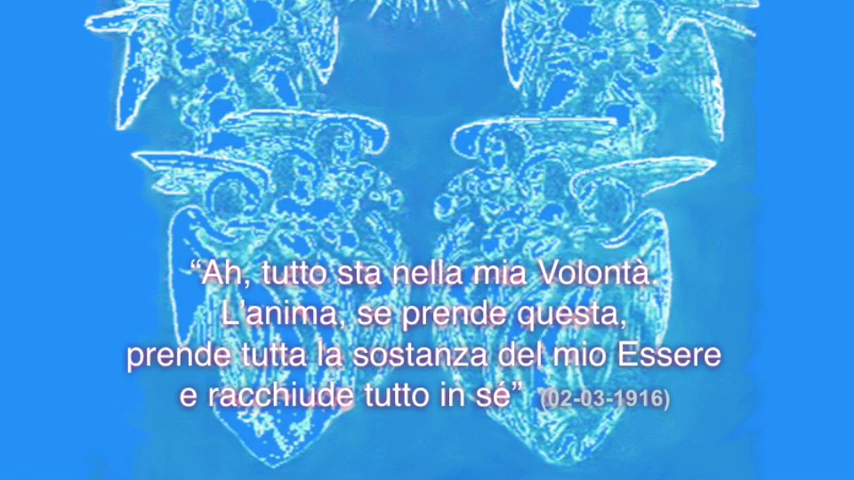 “Ah, tutto sta nella mia Volontà.
L’anima, se prende questa,
prende tutta la sostanza del mio Essere
e racchiude tutto in sé” (02-03-1916)